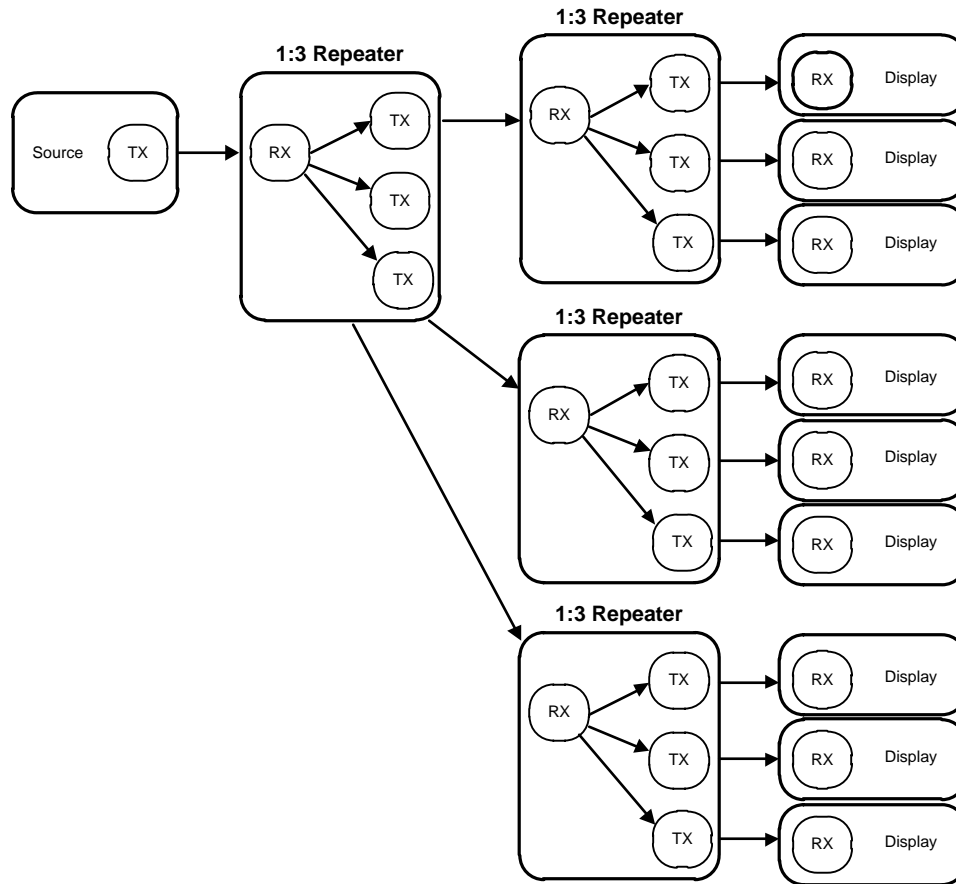 1:3 Repeater
1:3 Repeater
Source
TX
RX
TX
TX
TX
RX
TX
TX
TX
RX
Display
RX
Display
RX
Display
1:3 Repeater
RX
TX
TX
TX
RX
Display
RX
Display
RX
Display
1:3 Repeater
RX
TX
TX
TX
RX
Display
RX
Display
RX
Display